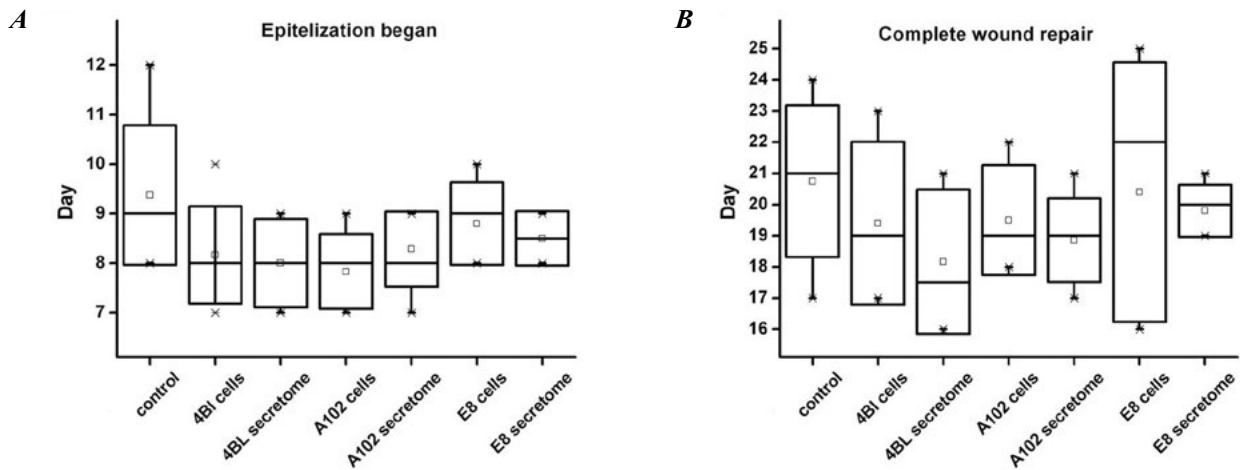 A
Epitelization began
Day
12
11
10
9
8
7
control
4Bl cells
4BL secretome
A102 cells
A102 secretome
E8 cells
E8 secretome
B
Complete wound repair
Day
25
24
23
22
21
20
19
18
17
16
control
4Bl cells
4BL secretome
A102 cells
A102 secretome
E8 cells
E8 secretome